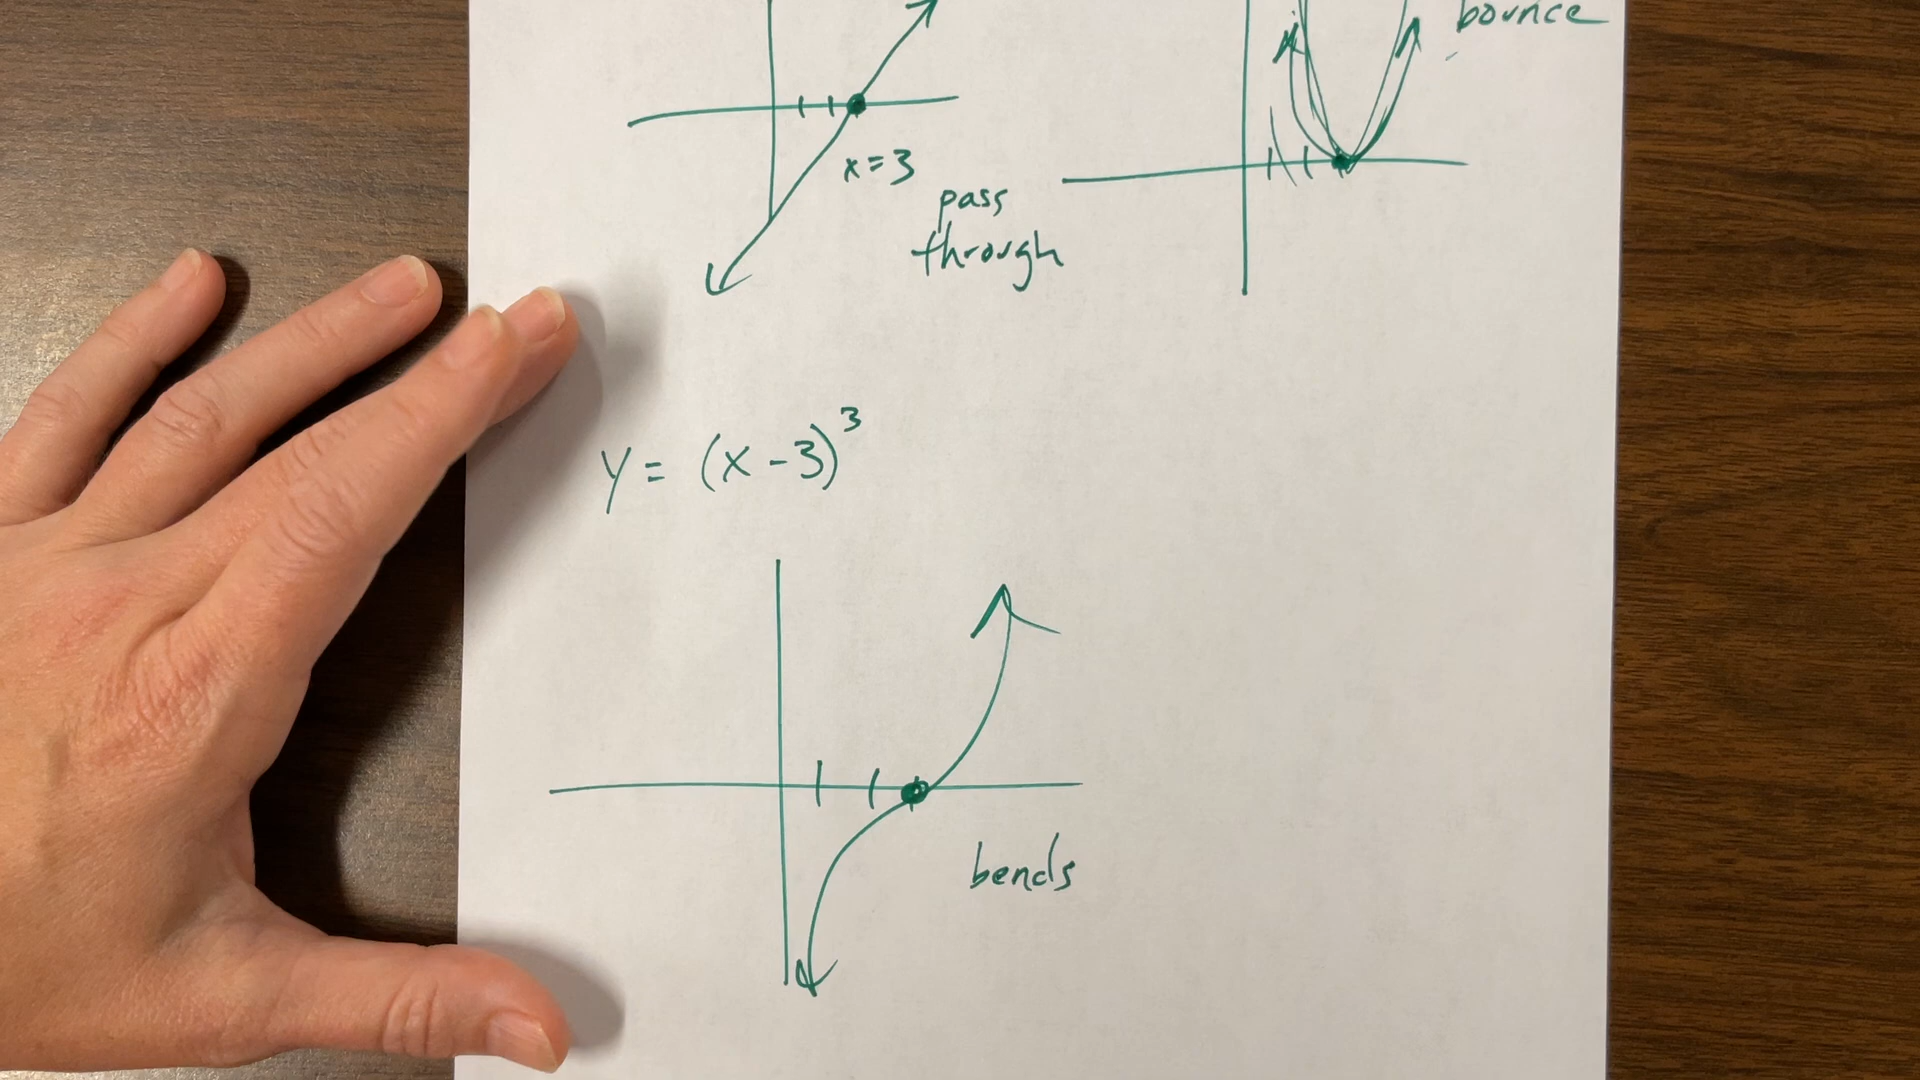 bounce
x=3
pass
through
y = (x-3)³
bends